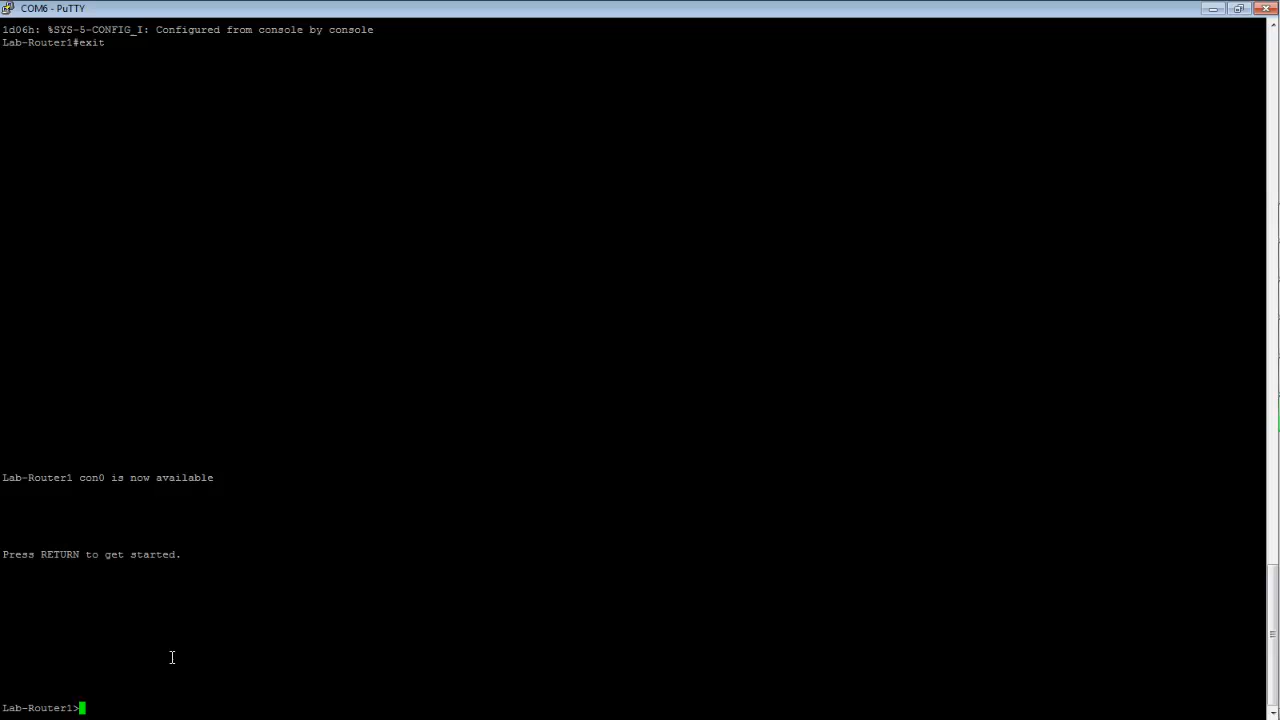 COM6 - PuTTY
1d06h: %SYS-5-CONFIG_I: Configured from console by console
Lab-Router1#exit
Lab-Router1 con0 is now available
Press RETURN to get started.
Lab-Router1>